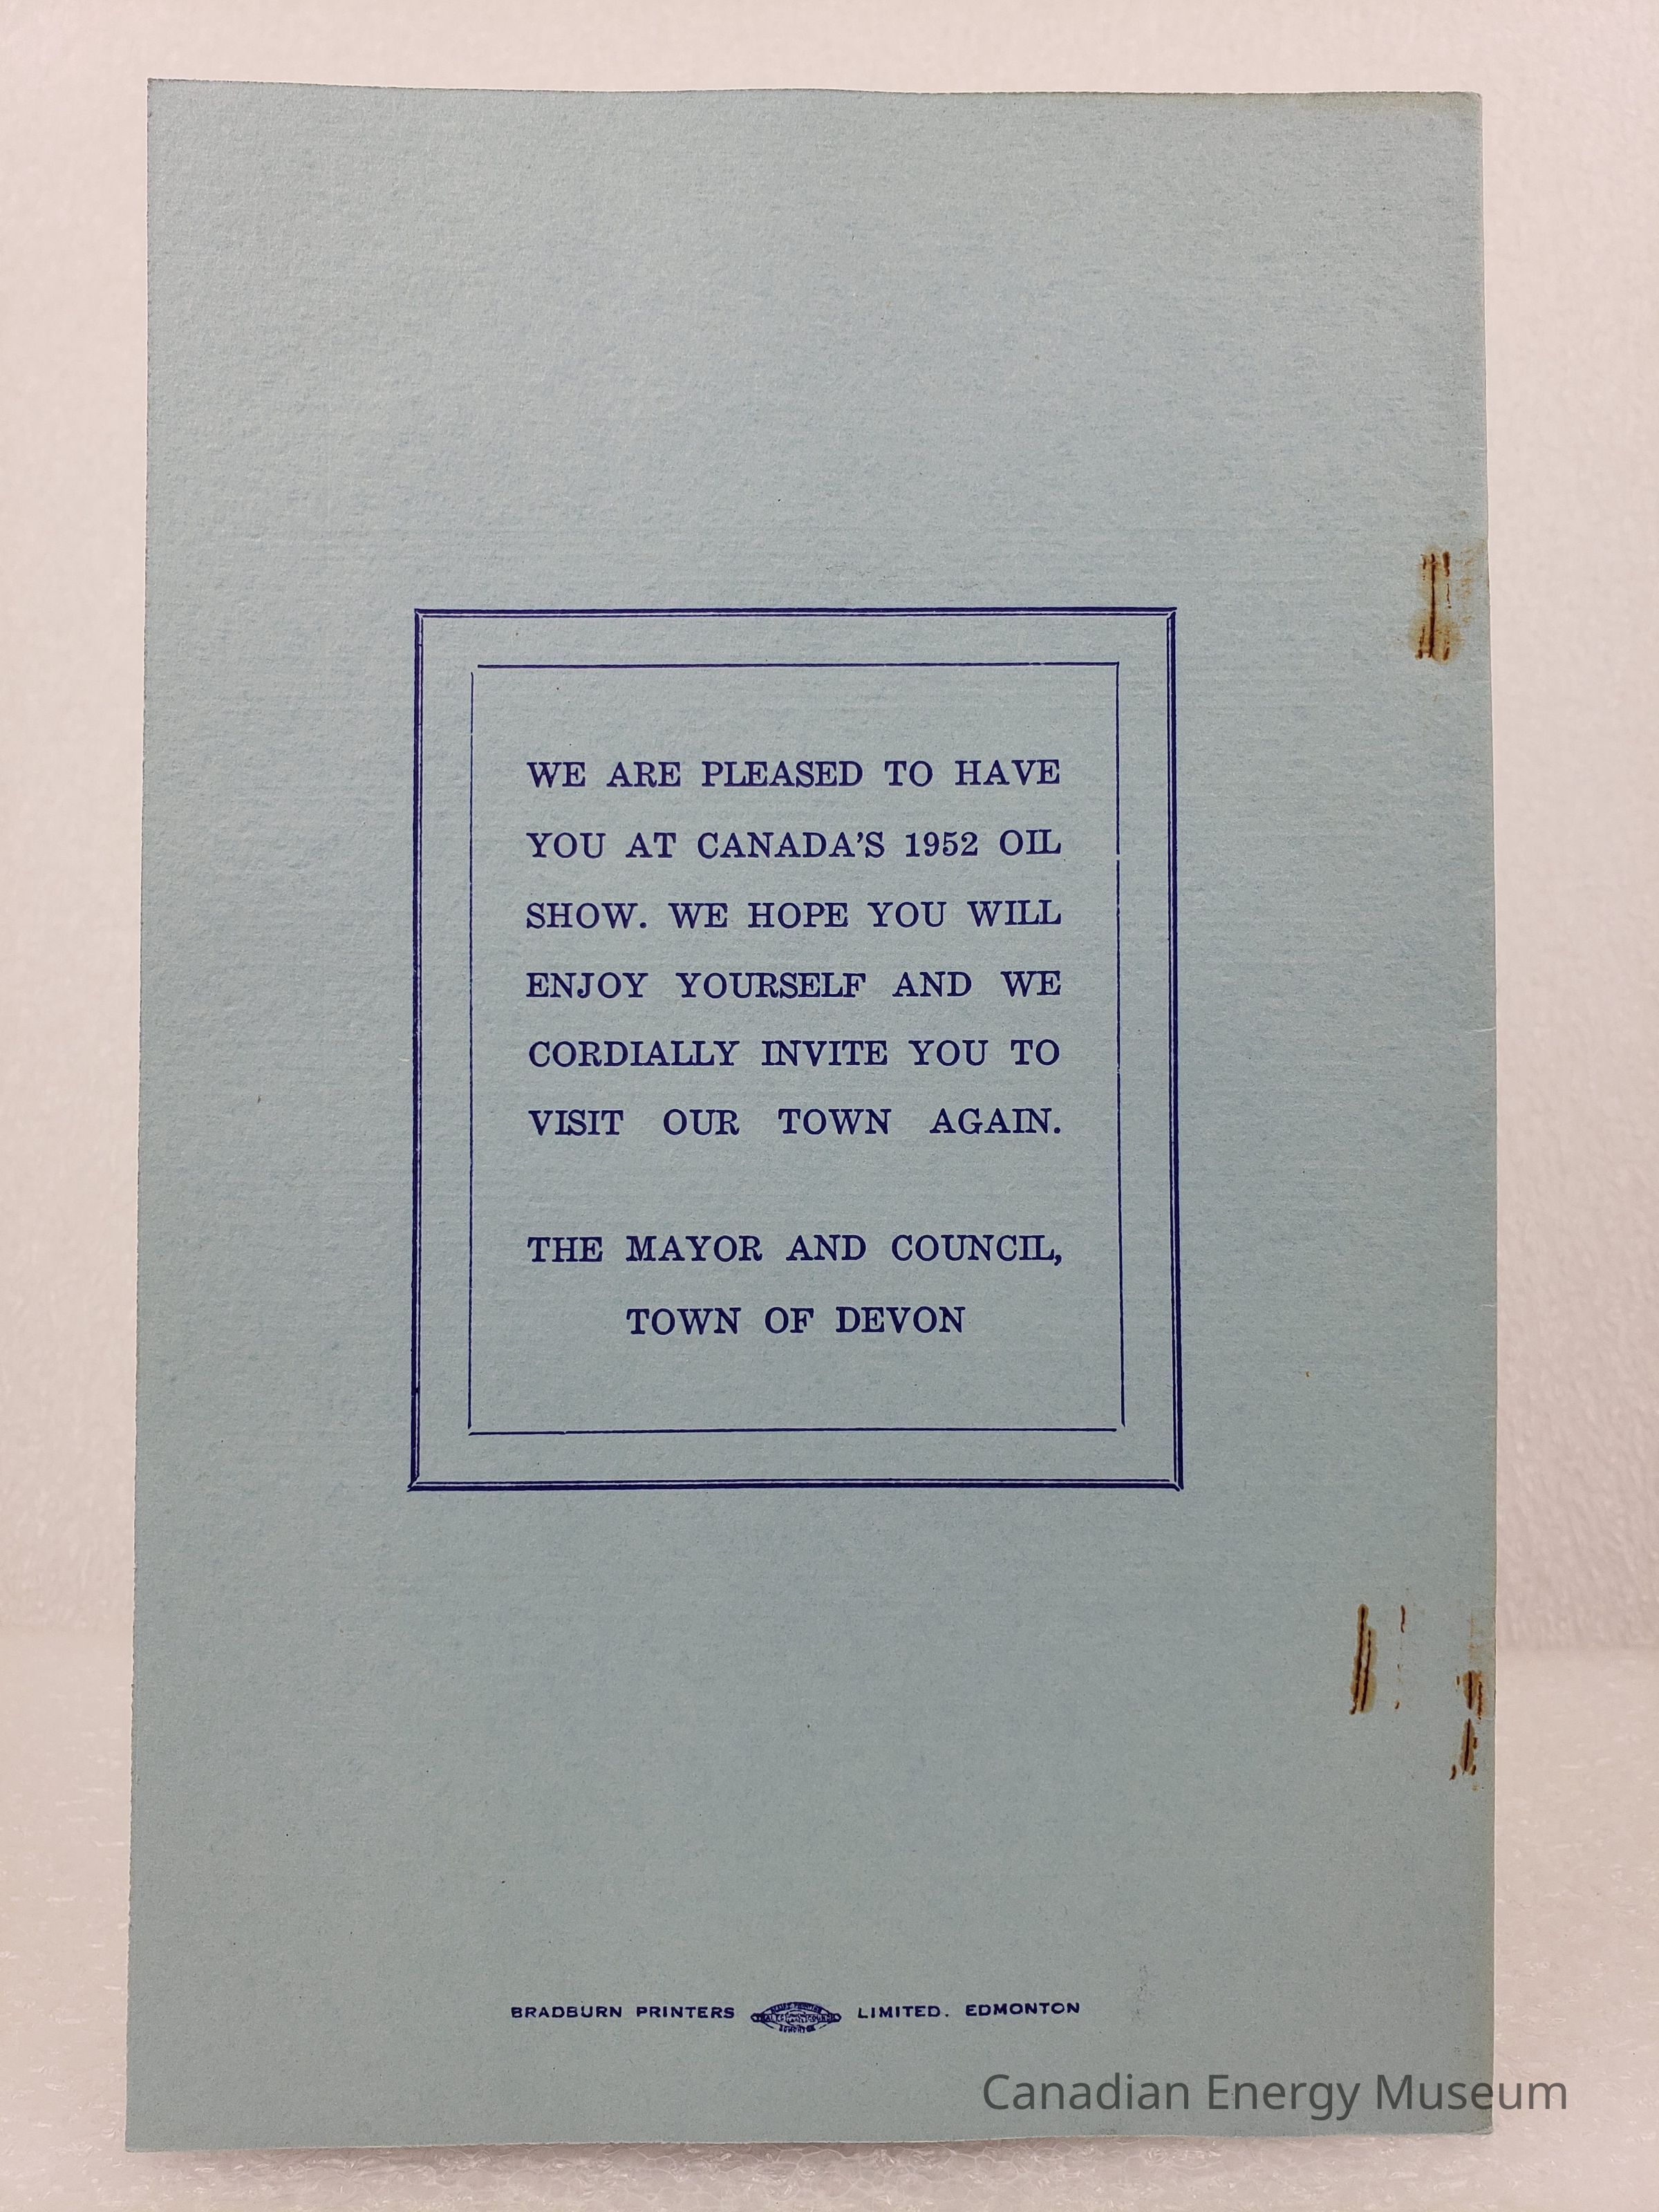 WE ARE PLEASED TO HAVE
YOU AT CANADA'S 1952 OIL
SHOW. WE HOPE YOU WILL
ENJOY YOURSELF AND WE
CORDIALLY INVITE YOU TO
VISIT OUR TOWN AGAIN.
THE MAYOR AND COUNCIL,
TOWN OF DEVON
BRADBURN PRINTERS LIMITED. EDMONTON
Canadian Energy Museum